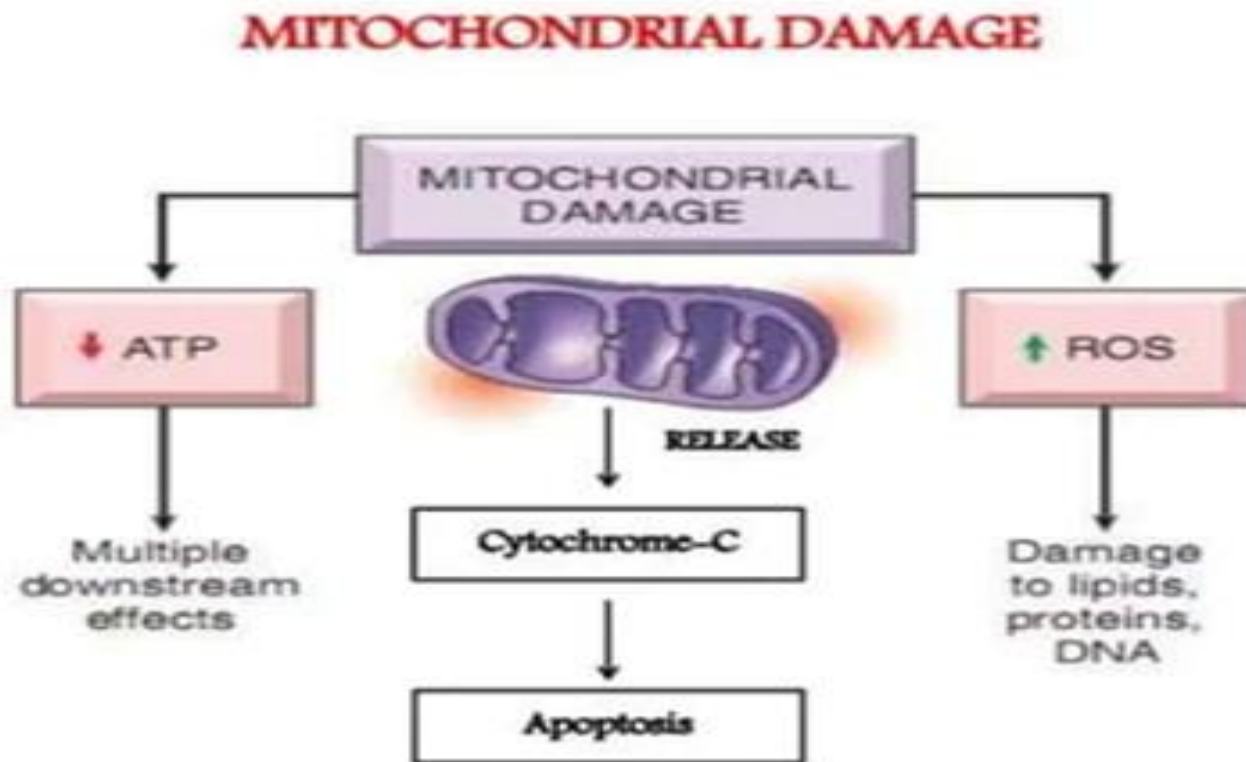 MITOCHONDRIAL DAMAGE
MITOCHONDRIAL
DAMAGE
ATP
ROS
RELEASE
Cytochrome-C
Multiple
downstream
effects
Damage
to lipids,
proteins,
DNA
Apoptosis